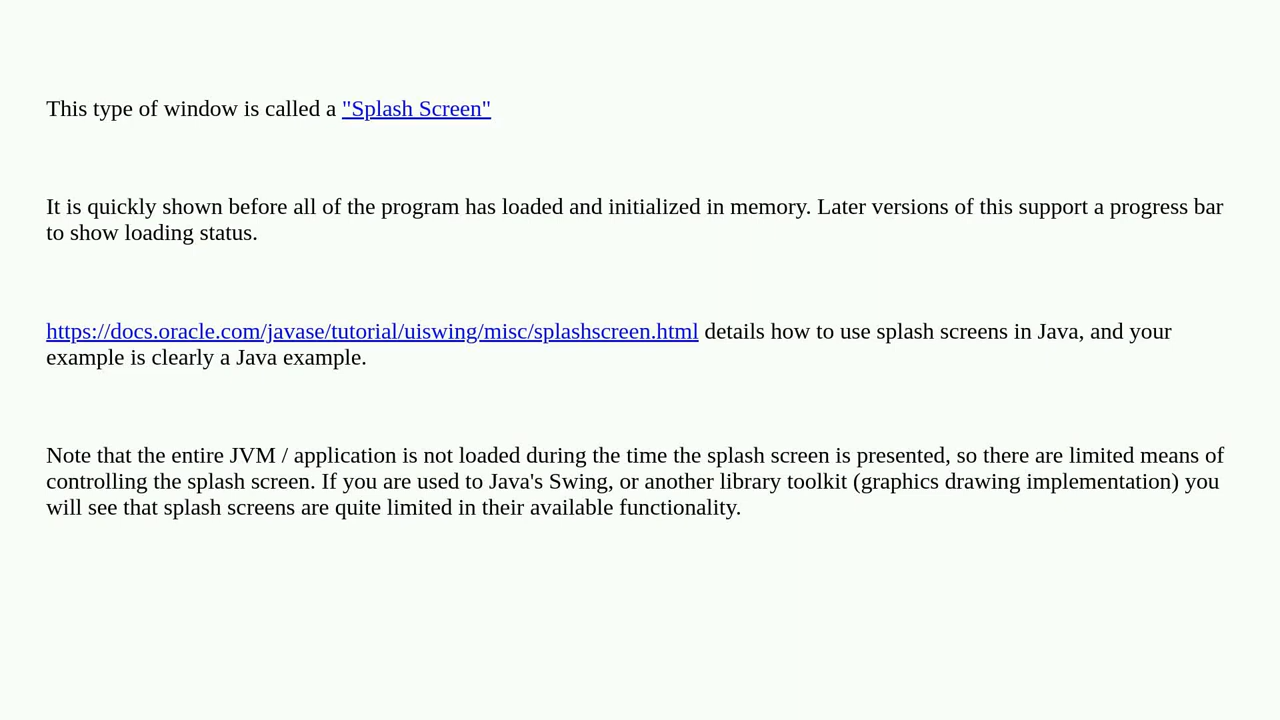 This type of window is called a "Splash Screen"
It is quickly shown before all of the program has loaded and initialized in memory. Later versions of this support a progress bar
to show loading status.
https://docs.oracle.com/javase/tutorial/uiswing/misc/splashscreen.html details how to use splash screens in Java, and your
example is clearly a Java example.
Note that the entire JVM / application is not loaded during the time the splash screen is presented, so there are limited means of
controlling the splash screen. If you are used to Java's Swing, or another library toolkit (graphics drawing implementation) you
will see that splash screens are quite limited in their available functionality.